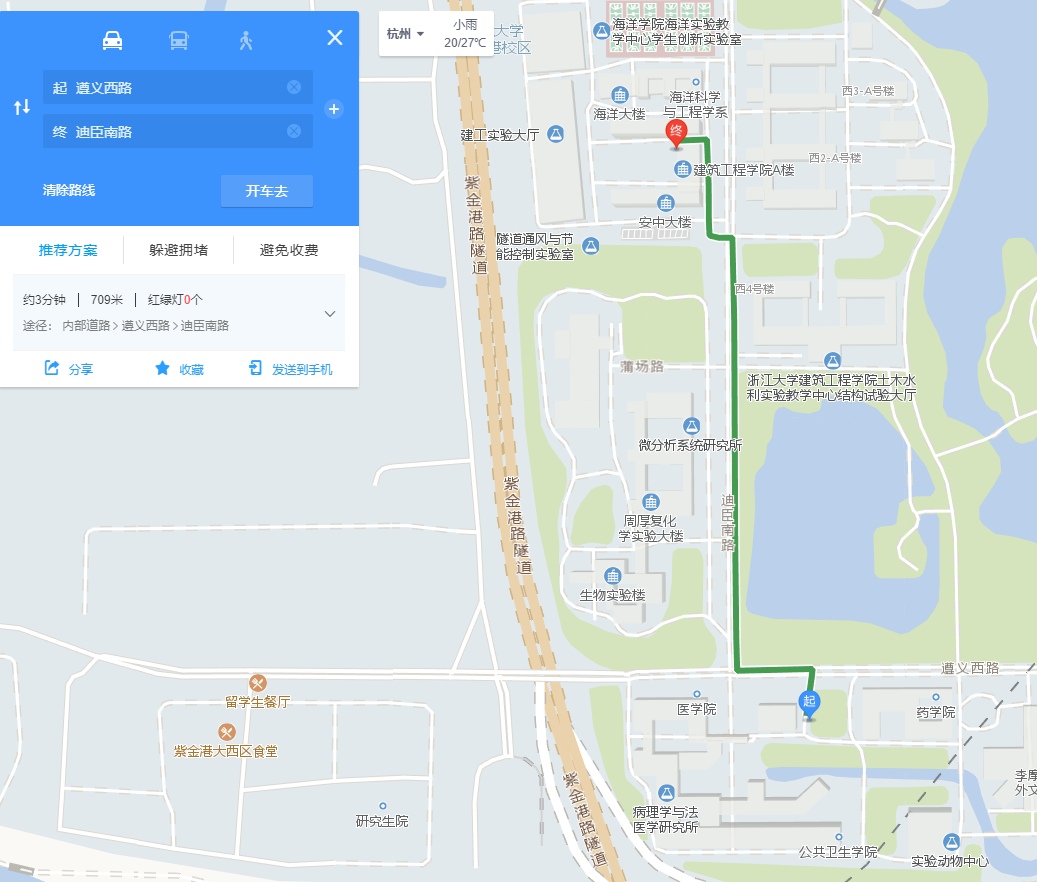 起 遵义西路
终 迪臣南路
清除路线
开车去
推荐方案
躲避拥堵
避免收费
约3分钟 | 709米 | 红绿灯0个
途径： 内部道路 > 遵义西路 > 迪臣南路
分享
收藏
发送到手机
杭州
小雨
20/27℃
大学
港校区
海洋学院海洋实验教
学中心学生创新实验室
海洋大楼
海洋科学
与工程学系
西3-A号楼
建工实验大厅
终
西2-A号楼
建筑工程学院A楼
紫金港路隧道
安中大楼
隧道通风与节
能控制实验室
西4号楼
蒲场路
浙江大学建筑工程学院土木水
利实验教学中心结构试验大厅
微分析系统研究所
紫金港路隧道
迪臣南路
周厚复化
学实验大楼
生物实验楼
遵义西路
留学生餐厅
起
医学院
药学院
紫金港大西区食堂
紫金港路隧道
李摩
外文
研究生院
病理学与法
医学研究所
公共卫生学院
实验动物中心